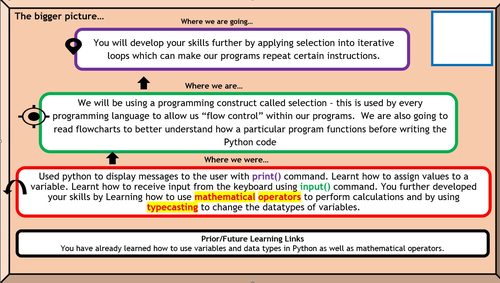 The bigger picture…
Where we are going…
You will develop your skills further by applying selection into iterative
loops which can make our programs repeat certain instructions.
Where we are…
We will be using a programming construct called selection - this is used by every
programming language to allow us “flow control” within our programs. We are also going to
read flowcharts to better understand how a particular program functions before writing the
Python code
Where we were…
Used python to display messages to the user with print() command. Learnt how to assign values to a
variable. Learnt how to receive input from the keyboard using input() command. You further developed
your skills by Learning how to use mathematical operators to perform calculations and by using
typecasting to change the datatypes of variables.
Prior/Future Learning Links
You have already learned how to use variables and data types in Python as well as mathematical operators.